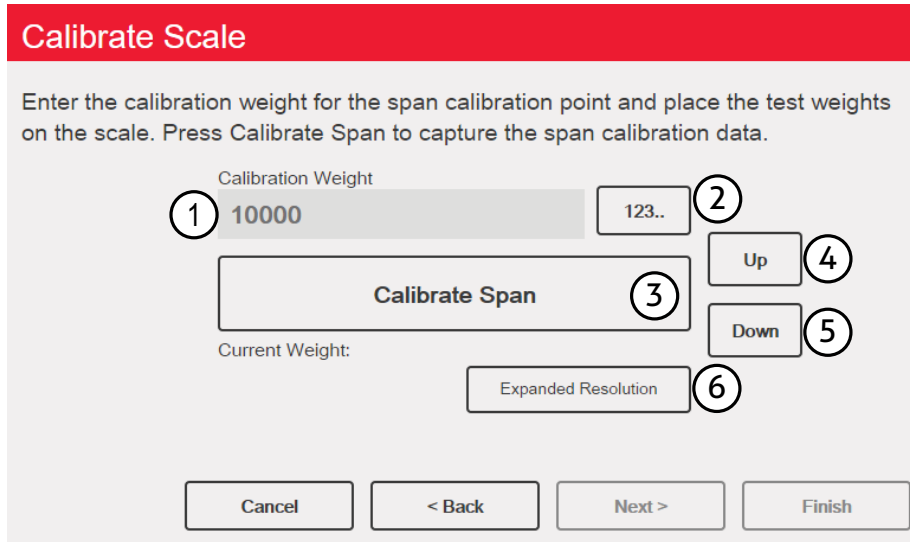 Calibrate Scale
Enter the calibration weight for the span calibration point and place the test weights
on the scale. Press Calibrate Span to capture the span calibration data.
Calibration Weight
1 10000 123.. 2
Up 4
Calibrate Span 3
Down 5
Current Weight:
Expanded Resolution 6
Cancel < Back Next > Finish